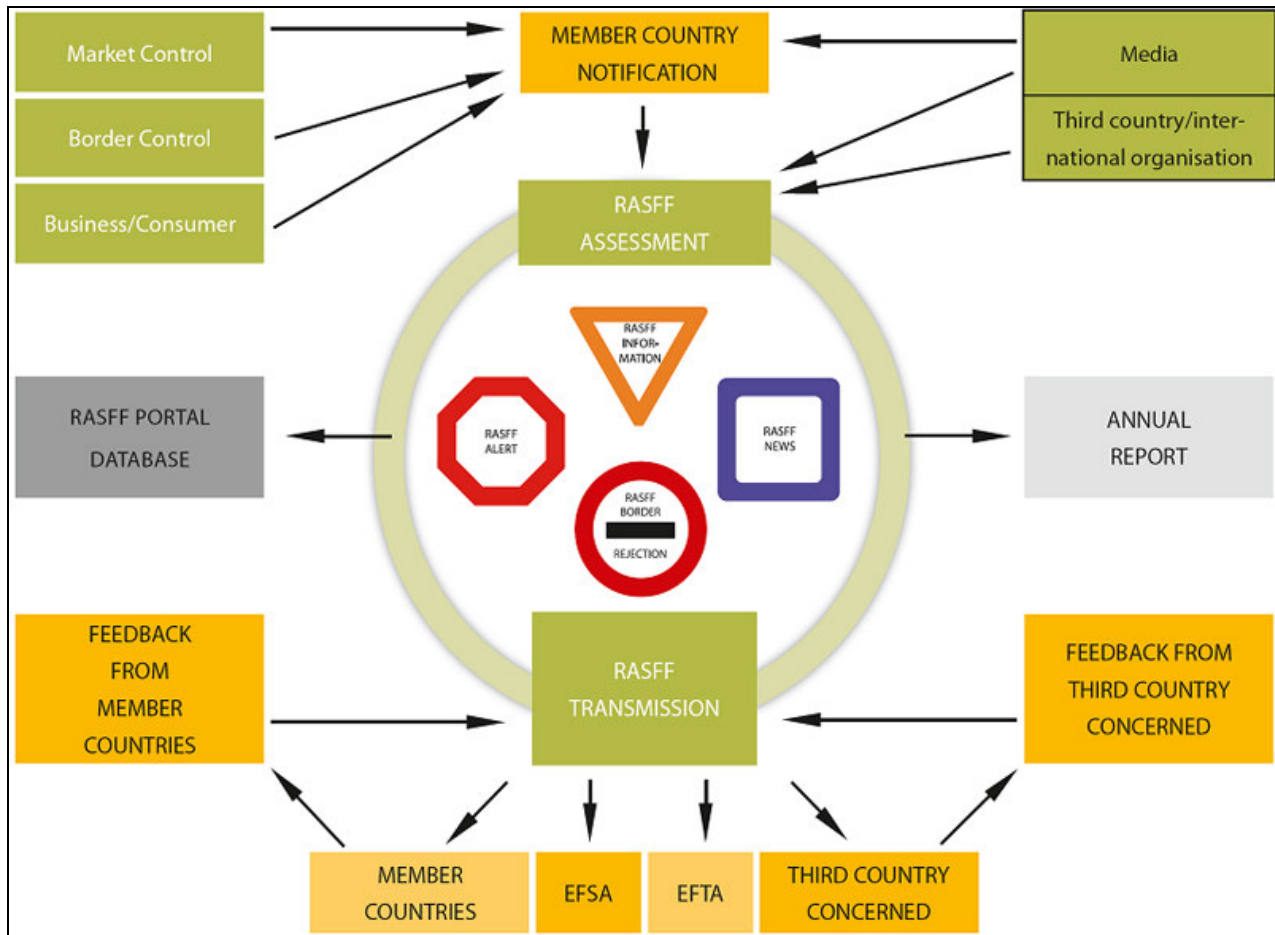 Market Control
MEMBER COUNTRY
NOTIFICATION
Media
Border Control
Third country/inter-
national organisation
Business/Consumer
RASFF
ASSESSMENT
RASFF
INFOR-
MATION
RASFF PORTAL
DATABASE
RASFF
ALERT
RASFF
NEWS
ANNUAL
REPORT
RASFF
BORDER
REJECTION
FEEDBACK
FROM
MEMBER
COUNTRIES
RASFF
TRANSMISSION
FEEDBACK FROM
THIRD COUNTRY
CONCERNED
MEMBER
COUNTRIES
EFSA
EFTA
THIRD COUNTRY
CONCERNED